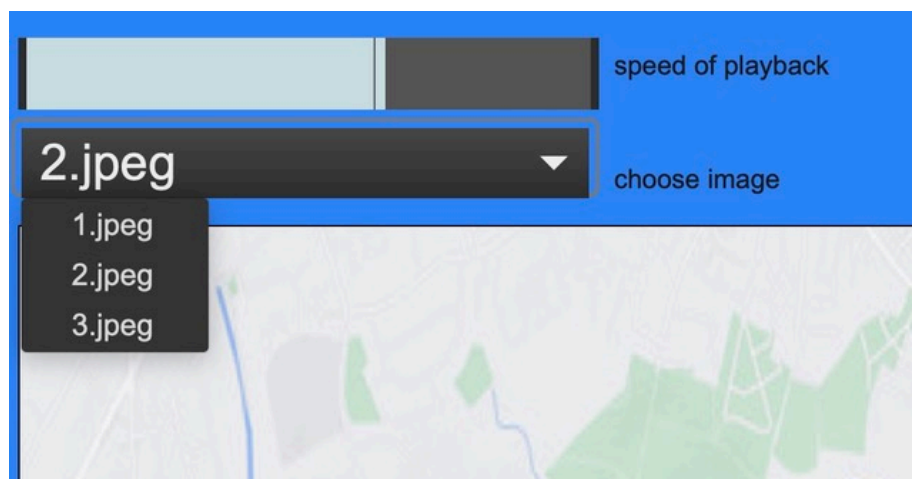 speed of playback
2.jpeg
choose image
1.jpeg
2.jpeg
3.jpeg